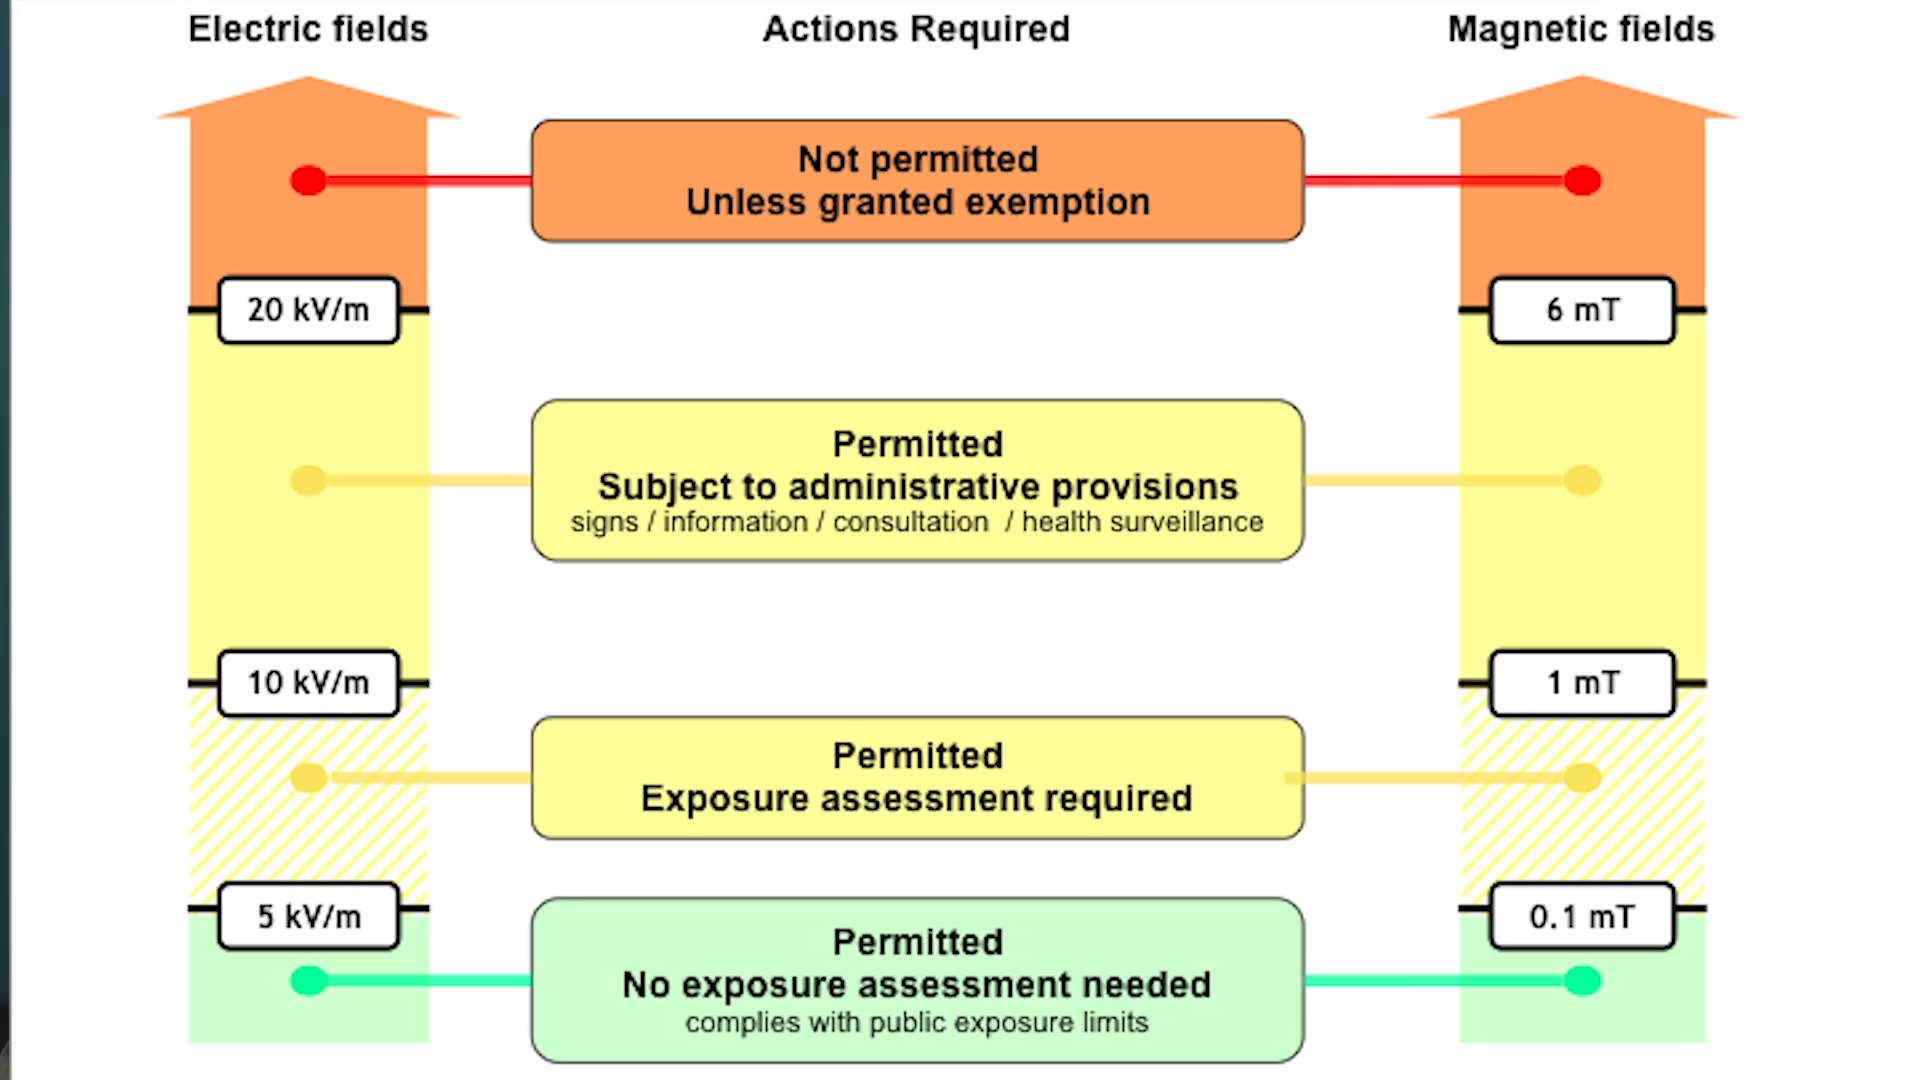 Electric fields
Actions Required
Magnetic fields
Not permitted
Unless granted exemption
20 kV/m
6 mT
Permitted
Subject to administrative provisions
signs / information / consultation / health surveillance
10 kV/m
1 mT
Permitted
Exposure assessment required
5 kV/m
0.1 mT
Permitted
No exposure assessment needed
complies with public exposure limits